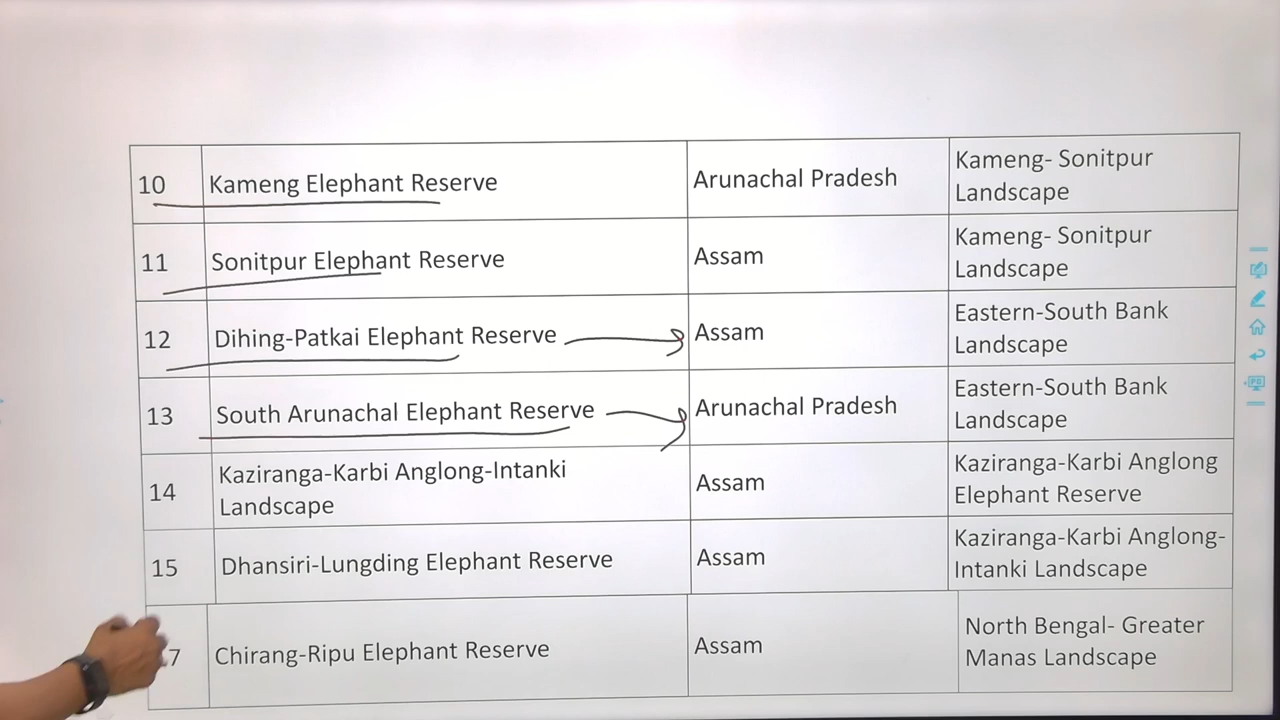 10 Kameng Elephant Reserve Arunachal Pradesh Kameng- Sonitpur
Landscape
11 Sonitpur Elephant Reserve Assam Kameng- Sonitpur
Landscape
12 Dihing-Patkai Elephant Reserve Assam Eastern-South Bank
Landscape
13 South Arunachal Elephant Reserve Arunachal Pradesh Eastern-South Bank
Landscape
14 Kaziranga-Karbi Anglong-Intanki
Landscape Assam Kaziranga-Karbi Anglong
Elephant Reserve
15 Dhansiri-Lungding Elephant Reserve Assam Kaziranga-Karbi Anglong-
Intanki Landscape
7 Chirang-Ripu Elephant Reserve Assam North Bengal- Greater
Manas Landscape